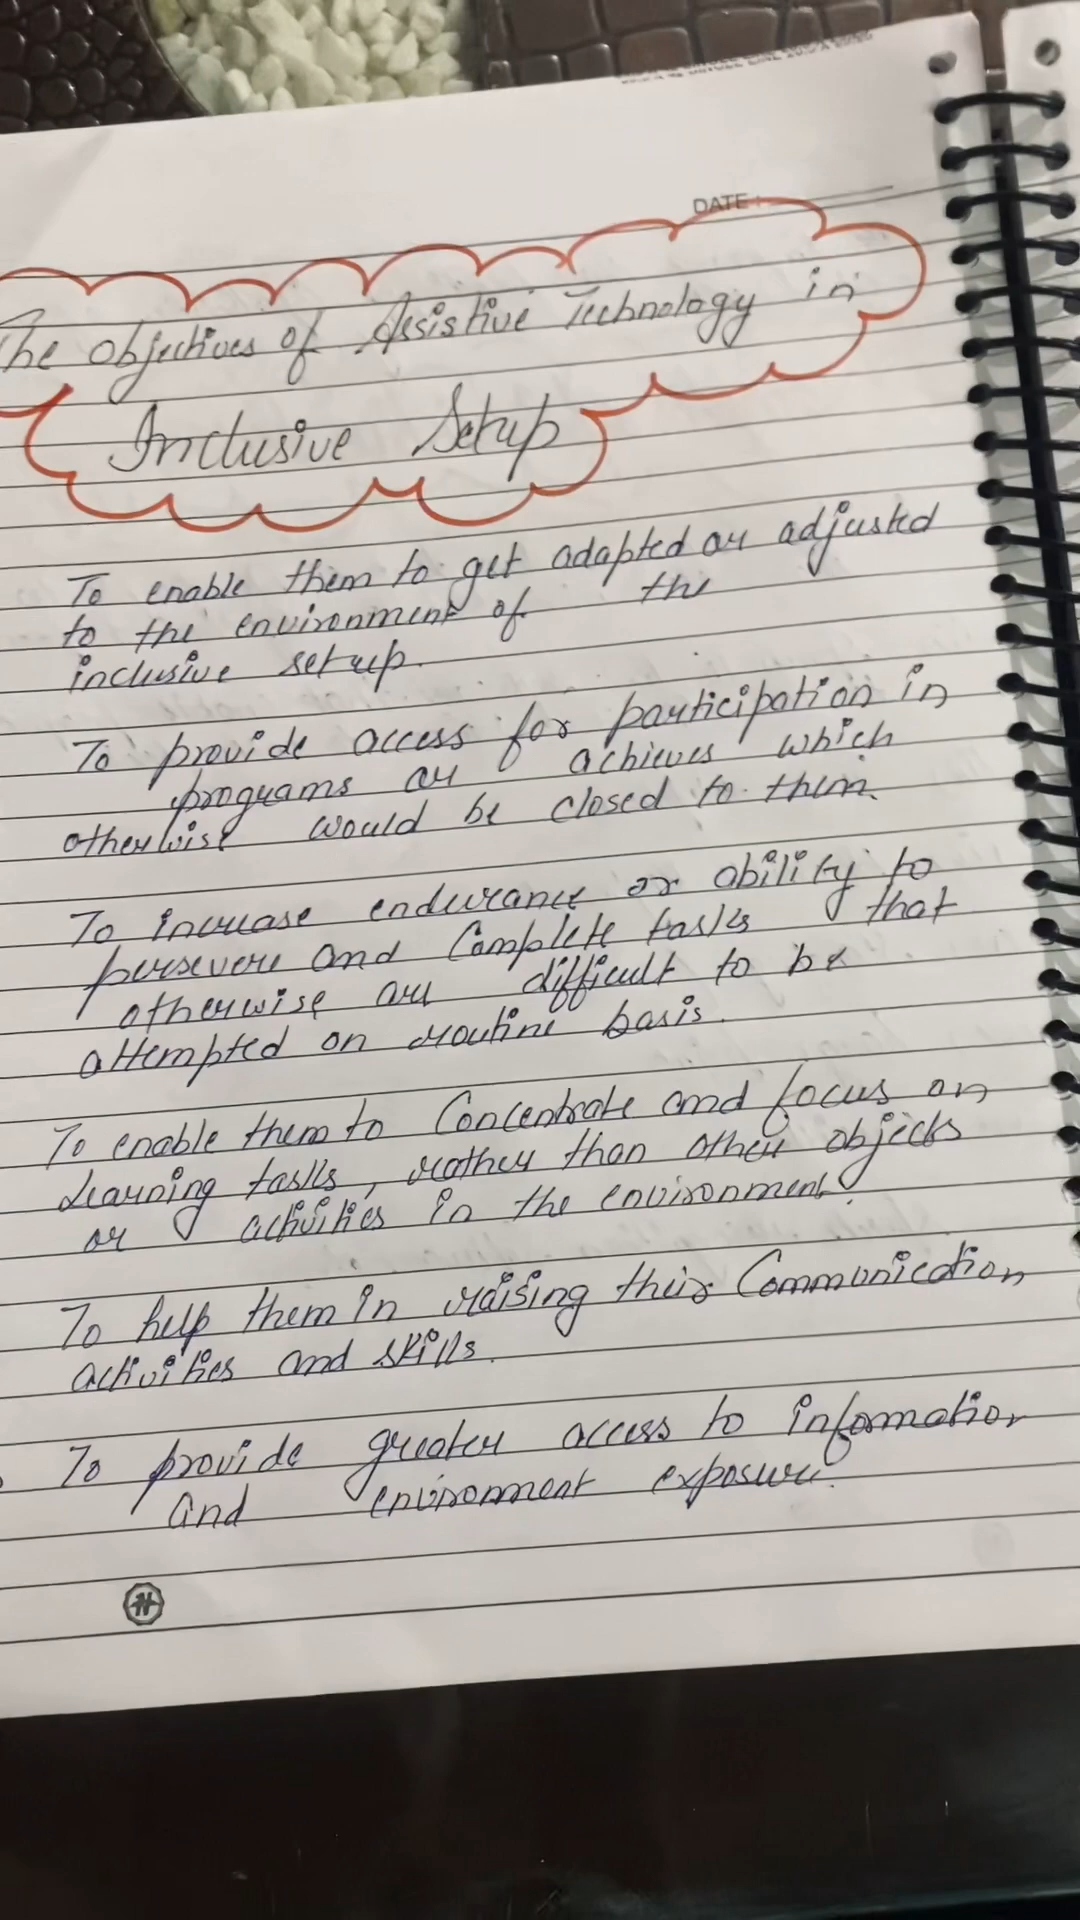 DATE :
The objectives of Assistive Technology in
Inclusive Setup
To enable them to get adapted or adjusted
to the environment of the
inclusive setup.
To provide access for participation in
programs or achieves which
otherwise would be closed to them.
To increase endurance or ability to
persevere and Complete tasks that
otherwise are difficult to be
attempted on routine basis.
To enable them to Concentrate and focus on
learning tasks, rather than other objects
or activities in the environment.
To help them in raising their Communication
activities and skills.
To provide greater access to information
and environment exposure.